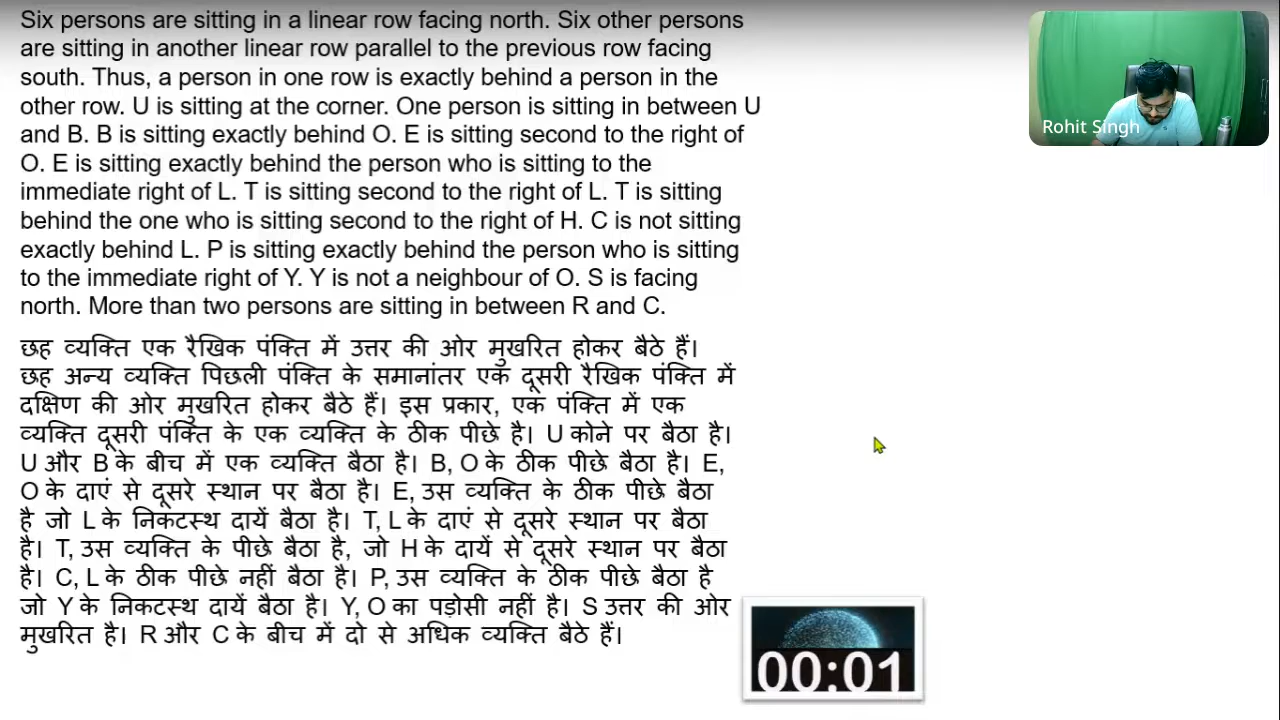 Six persons are sitting in a linear row facing north. Six other persons
are sitting in another linear row parallel to the previous row facing
south. Thus, a person in one row is exactly behind a person in the
other row. U is sitting at the corner. One person is sitting in between U
and B. B is sitting exactly behind O. E is sitting second to the right of
O. E is sitting exactly behind the person who is sitting to the
immediate right of L. T is sitting second to the right of L. T is sitting
behind the one who is sitting second to the right of H. C is not sitting
exactly behind L. P is sitting exactly behind the person who is sitting
to the immediate right of Y. Y is not a neighbour of O. S is facing
north. More than two persons are sitting in between R and C.
छह व्यक्ति एक रैखिक पंक्ति में उत्तर की ओर मुखरित होकर बैठे हैं।
छह अन्य व्यक्ति पिछली पंक्ति के समानांतर एक दूसरी रैखिक पंक्ति में
दक्षिण की ओर मुखरित होकर बैठे हैं। इस प्रकार, एक पंक्ति में एक
व्यक्ति दूसरी पंक्ति के एक व्यक्ति के ठीक पीछे है। U कोने पर बैठा है।
U और B के बीच में एक व्यक्ति बैठा है। B, O के ठीक पीछे बैठा है। E,
O के दाएं से दूसरे स्थान पर बैठा है। E, उस व्यक्ति के ठीक पीछे बैठा
है जो L के निकटस्थ दायें बैठा है। T, L के दाएं से दूसरे स्थान पर बैठा
है। T, उस व्यक्ति के पीछे बैठा है, जो H के दायें से दूसरे स्थान पर बैठा
है। C, L के ठीक पीछे नहीं बैठा है। P, उस व्यक्ति के ठीक पीछे बैठा है
जो Y के निकटस्थ दायें बैठा है। Y, O का पड़ोसी नहीं है। S उत्तर की ओर
मुखरित है। R और C के बीच में दो से अधिक व्यक्ति बैठे हैं।
Rohit Singh
00:01